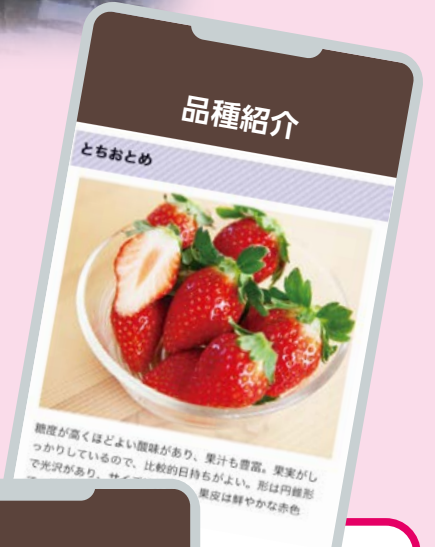 品種紹介
とちおとめ
糖度が高くほどよい酸味があり、果汁も豊富。果実がし
っかりしているので、比較的日持ちがよい。形は円錐形
で光沢があり、サイズ
果皮は鮮やかな赤色